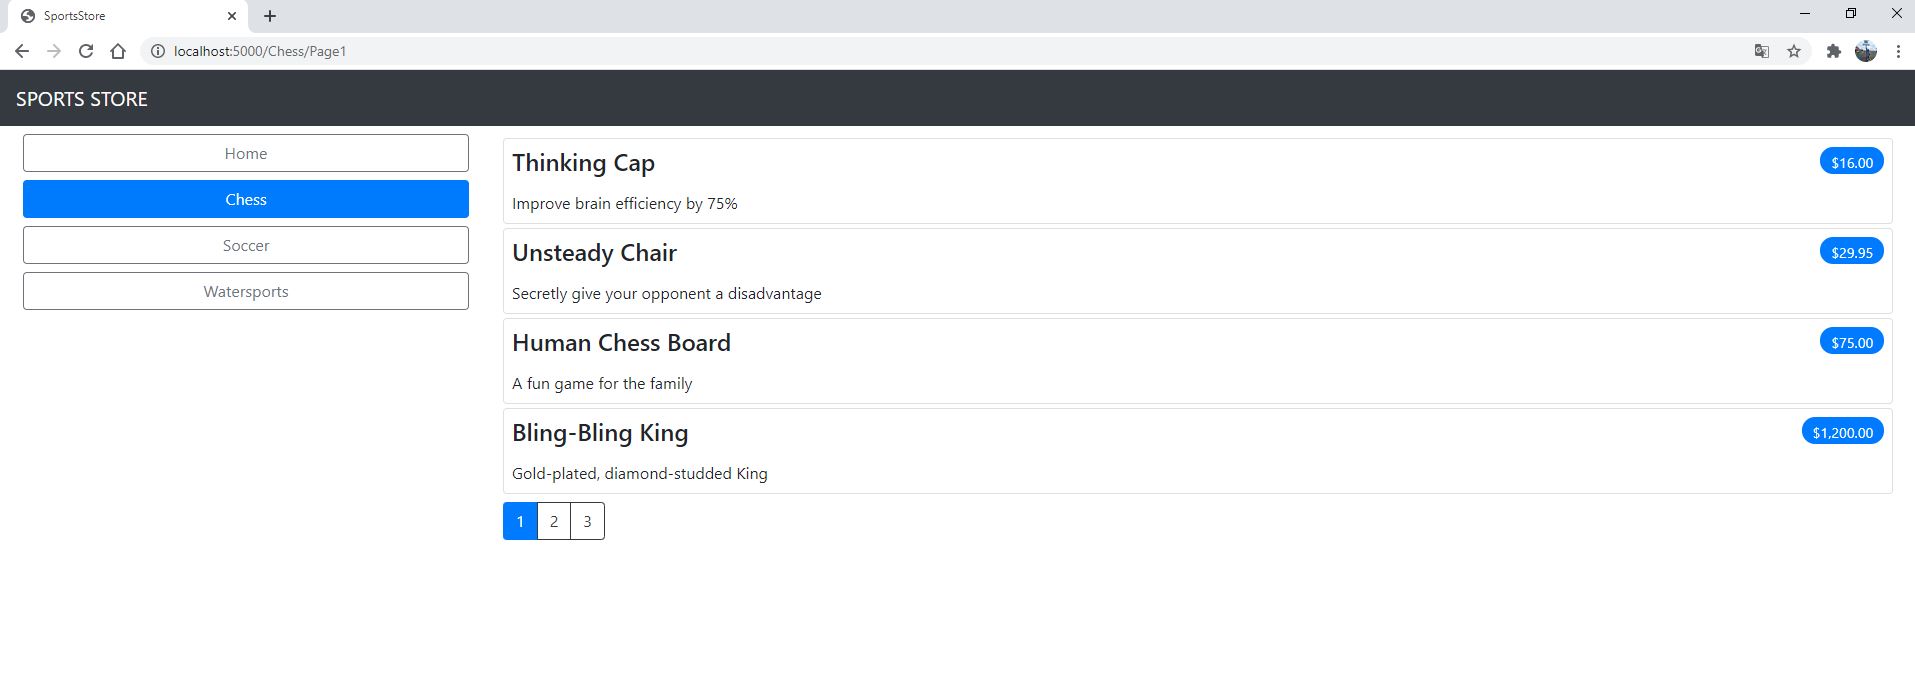 SportsStore
localhost:5000/Chess/Page1
SPORTS STORE
Home
Chess
Soccer
Watersports
Thinking Cap
$16.00
Improve brain efficiency by 75%
Unsteady Chair
$29.95
Secretly give your opponent a disadvantage
Human Chess Board
$75.00
A fun game for the family
Bling-Bling King
$1,200.00
Gold-plated, diamond-studded King
1 2 3